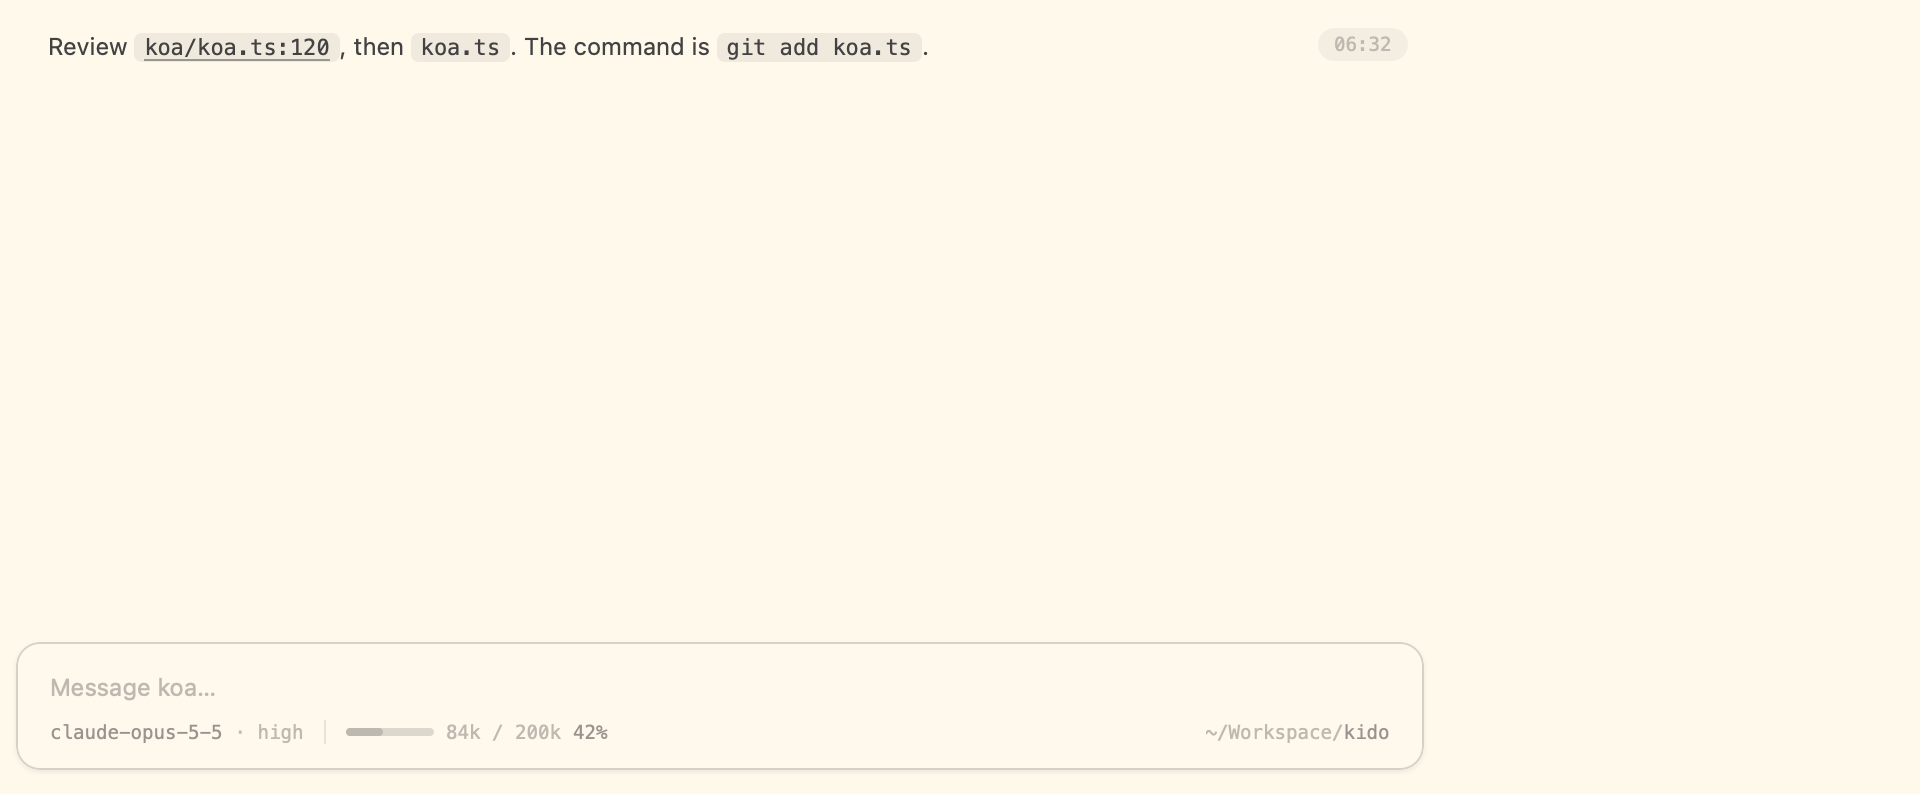 Review koa/koa.ts:120, then koa.ts. The command is git add koa.ts.
06:32
Message koa...
claude-opus-5-5 · high
84k / 200k 42%
~/Workspace/kido